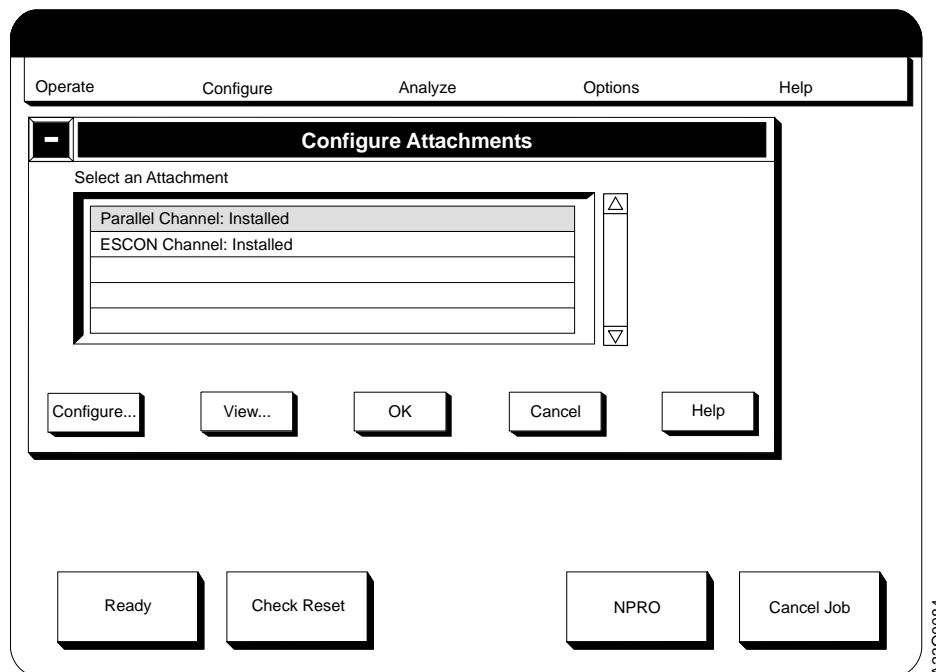 Operate Configure Analyze Options Help
Configure Attachments
Select an Attachment
Parallel Channel: Installed
ESCON Channel: Installed
Configure... View... OK Cancel Help
Ready Check Reset NPRO Cancel Job